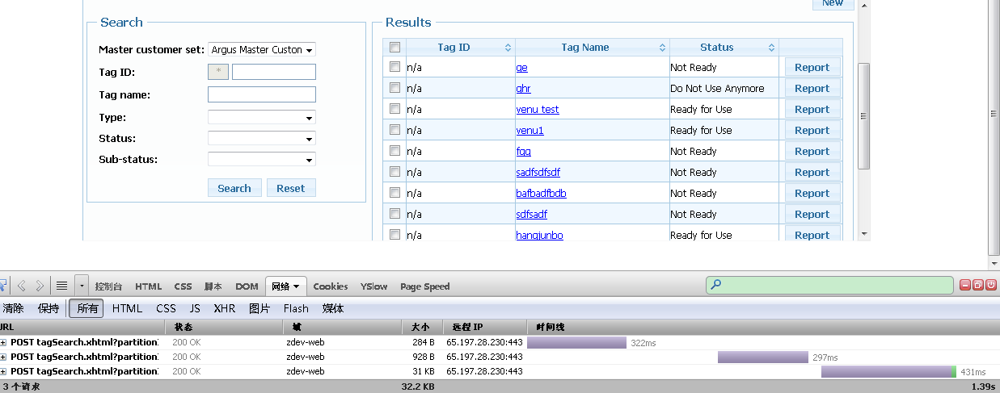 New
Search
Results
Master customer set: Argus Master Custon
Tag ID: *
Tag name:
Type:
Status:
Sub-status:
Search Reset
Tag ID Tag Name Status
n/a qe Not Ready Report
n/a qhr Do Not Use Anymore Report
n/a venu test Ready for Use Report
n/a venu1 Ready for Use Report
n/a fqq Not Ready Report
n/a sadfsdfsdf Not Ready Report
n/a bafbadfbdb Not Ready Report
n/a sdfsadf Not Ready Report
n/a hangjunbo Ready for Use Report
控制台 HTML CSS 脚本 DOM 网络 Cookies YSlow Page Speed
清除 保持 所有 HTML CSS JS XHR 图片 Flash 媒体
URL 状态 域 大小 远程 IP 时间线
POST tagSearch.xhtml?partition 200 OK zdev-web 284 B 65.197.28.230:443 322ms
POST tagSearch.xhtml?partition 200 OK zdev-web 928 B 65.197.28.230:443 297ms
POST tagSearch.xhtml?partition 200 OK zdev-web 31 KB 65.197.28.230:443 431ms
3 个请求 32.2 KB 1.39s